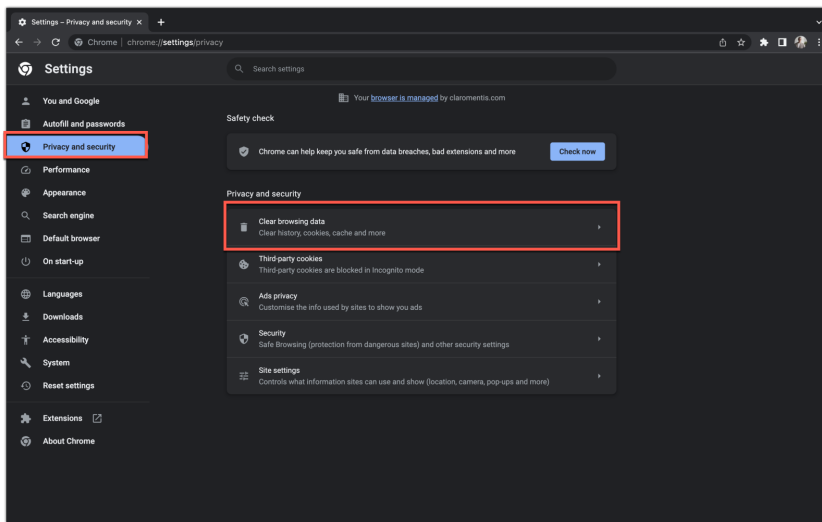 Settings – Privacy and security
Chrome | chrome://settings/privacy
Settings
Search settings
You and Google
Autofill and passwords
Privacy and security
Performance
Appearance
Search engine
Default browser
On start-up
Languages
Downloads
Accessibility
System
Reset settings
Extensions
About Chrome
Your browser is managed by claromentis.com
Safety check
Chrome can help keep you safe from data breaches, bad extensions and more
Check now
Privacy and security
Clear browsing data
Clear history, cookies, cache and more
Third-party cookies
Third-party cookies are blocked in Incognito mode
Ads privacy
Customise the info used by sites to show you ads
Security
Safe Browsing (protection from dangerous sites) and other security settings
Site settings
Controls what information sites can use and show (location, camera, pop-ups and more)